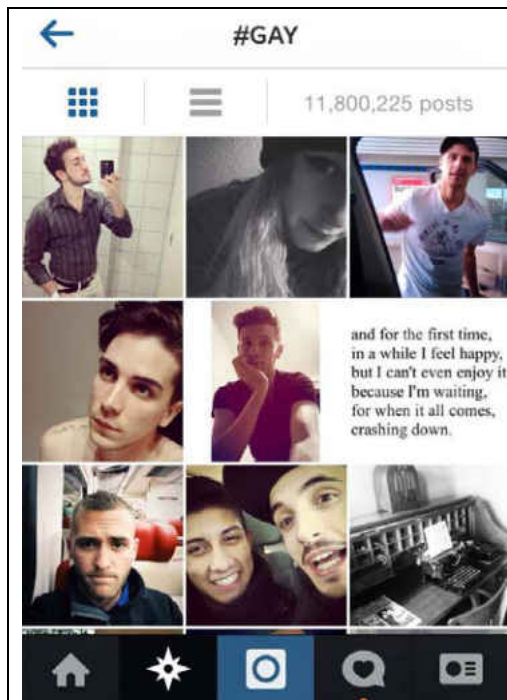 #GAY
11,800,225 posts
and for the first time,
in a while I feel happy,
but I can't even enjoy it
because I'm waiting,
for when it all comes,
crashing down.